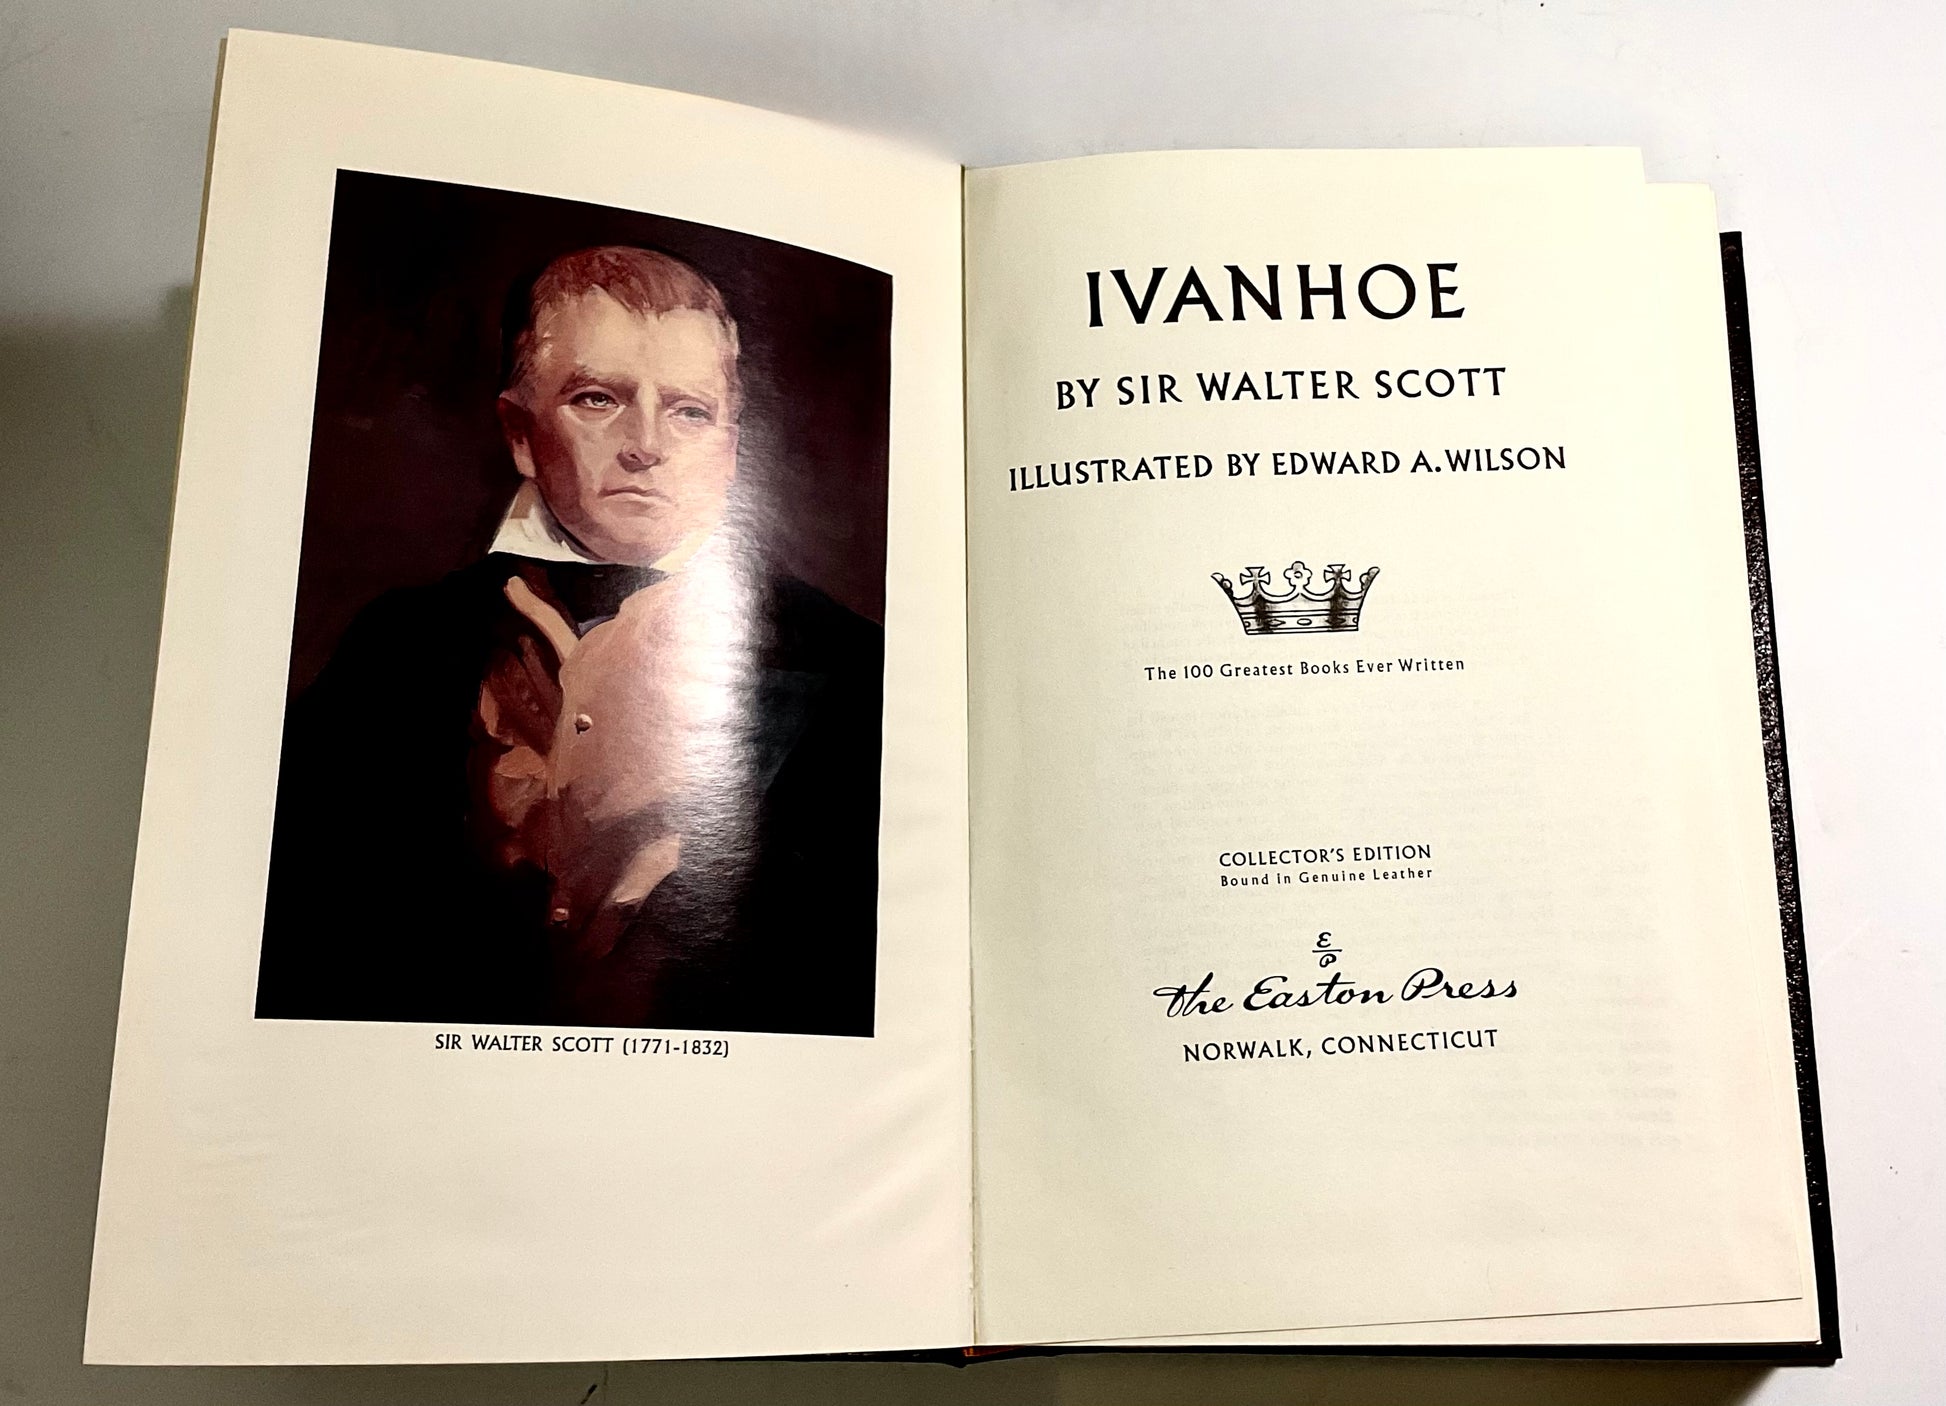 SIR WALTER SCOTT (1771-1832)
IVANHOE
BY SIR WALTER SCOTT
ILLUSTRATED BY EDWARD A. WILSON
The 100 Greatest Books Ever Written
COLLECTOR'S EDITION
Bound in Genuine Leather
E
P
The Easton Press
NORWALK, CONNECTICUT